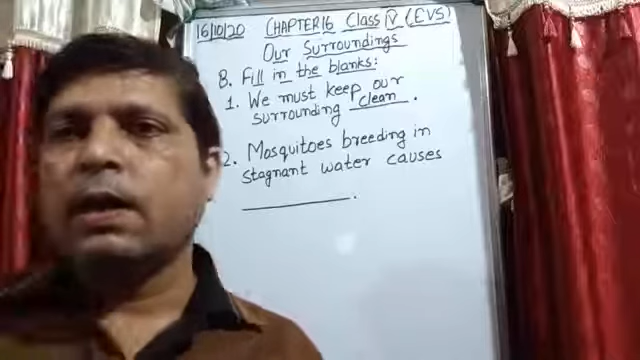 16/10/20 CHAPTER16 Class V (EVS)
Our Surroundings
B. Fill in the blanks:
1. We must keep our
surrounding clean.
2. Mosquitoes breeding in
stagnant water causes
__________.